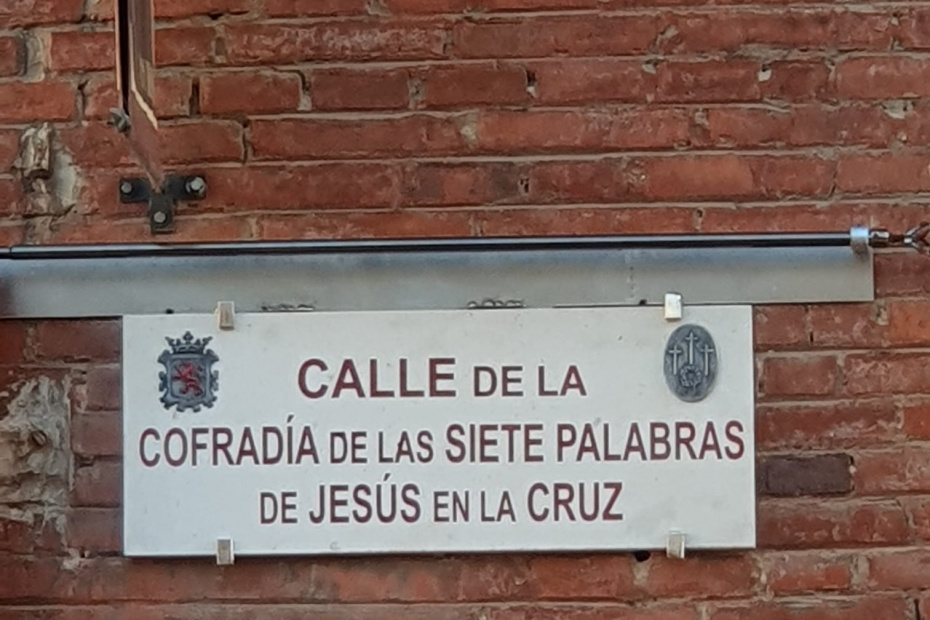 CALLE DE LA
COFRADÍA DE LAS SIETE PALABRAS
DE JESÚS EN LA CRUZ